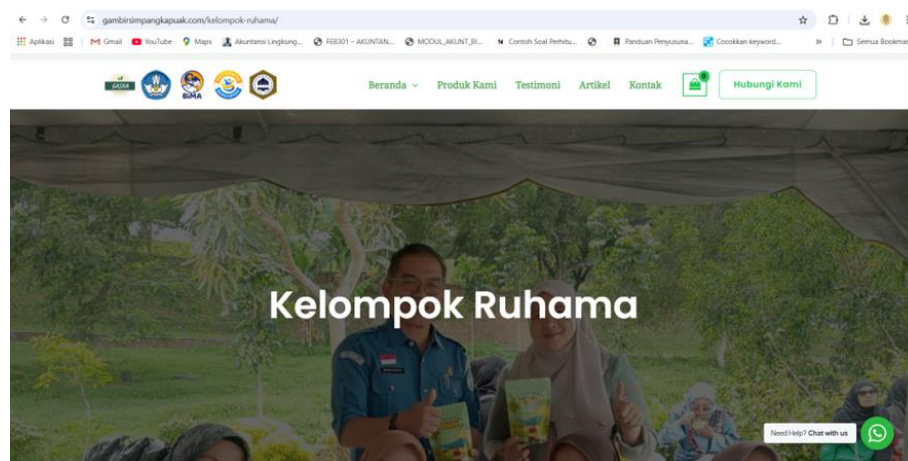 gambirsimpangkapuak.com/kelompok-ruhama/
Aplikasi
Gmail
YouTube
Maps
Akuntansi Lingkung...
FEB301 – AKUNTAN...
MODUL_AKUNT_BI...
Contoh Soal Perhitu...
Panduan Penyusuna...
Cocokkan keyword...
»
Semua Bookmar
BIMA
Beranda
Produk Kami
Testimoni
Artikel
Kontak
0
Hubungi Kami
Kelompok Ruhama
Need Help? Chat with us